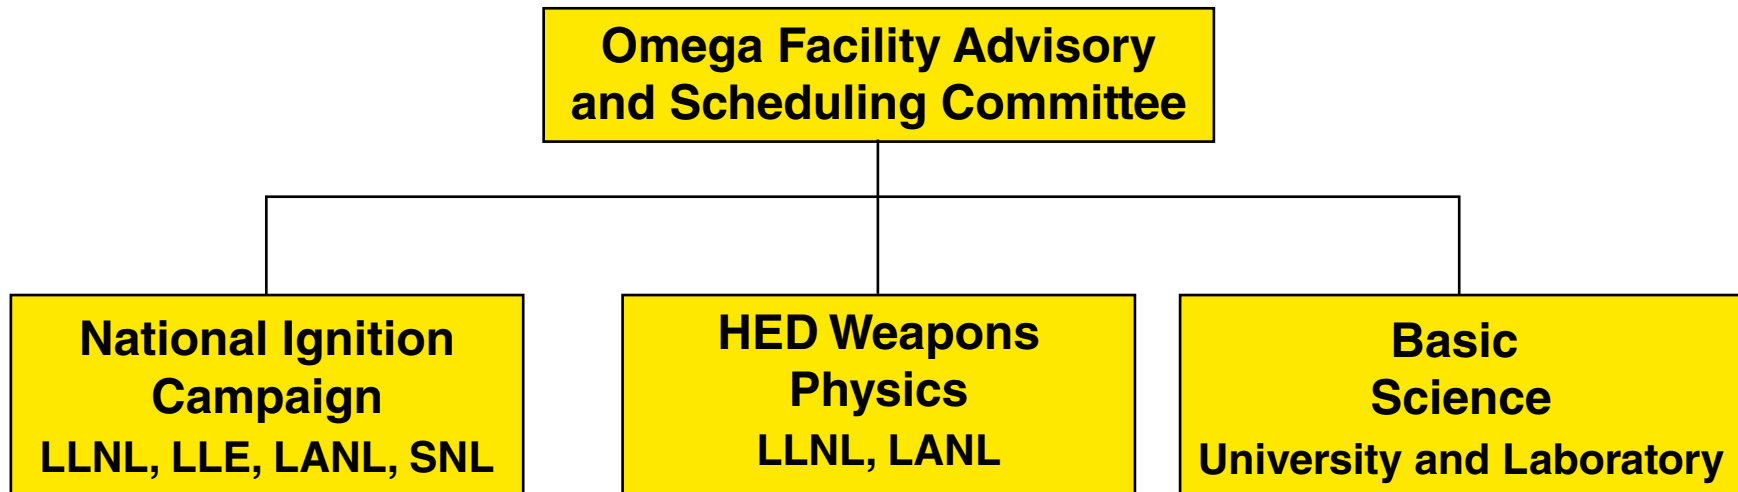 Omega Facility Advisory
and Scheduling Committee
National Ignition
Campaign
LLNL, LLE, LANL, SNL
HED Weapons
Physics
LLNL, LANL
Basic
Science
University and Laboratory